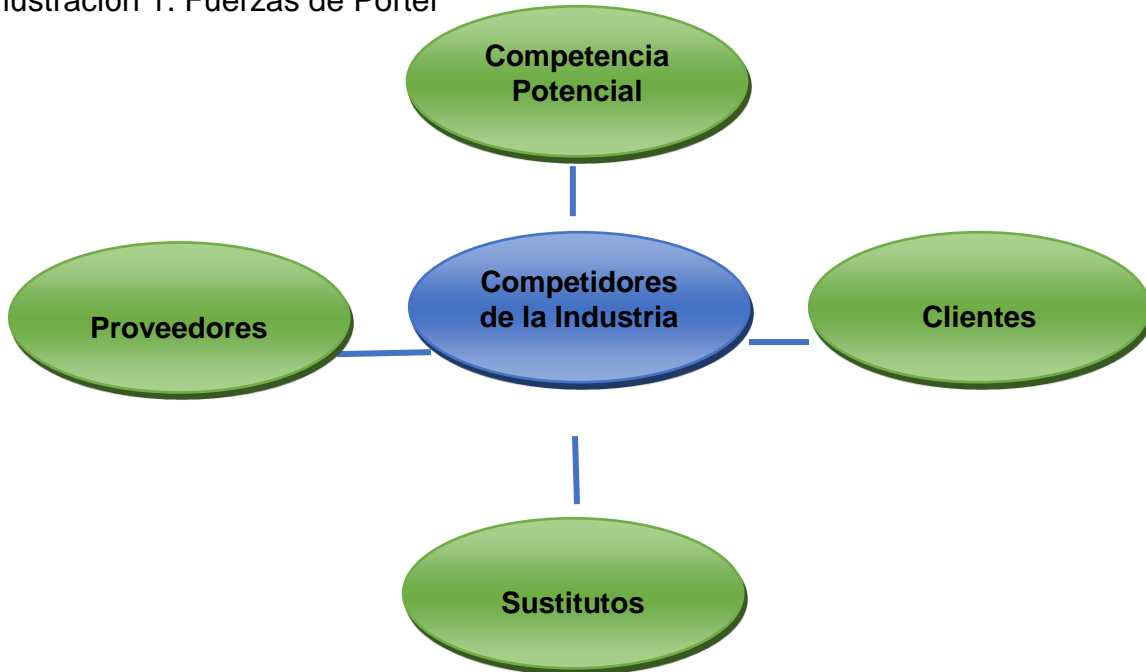 lustración 1. Fuerzas de Porter
Competencia
Potencial
Proveedores
Competidores
de la Industria
Clientes
Sustitutos